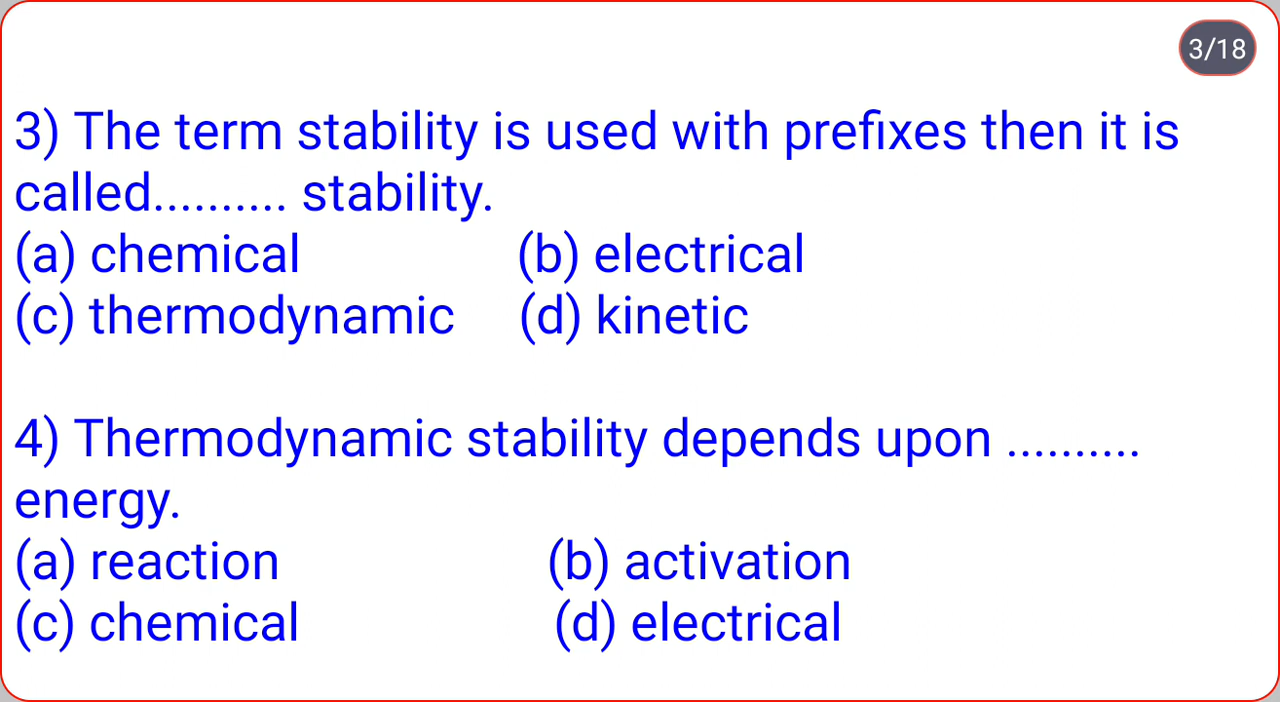 3/18
3) The term stability is used with prefixes then it is
called.......... stability.
(a) chemical (b) electrical
(c) thermodynamic (d) kinetic
4) Thermodynamic stability depends upon ..........
energy.
(a) reaction (b) activation
(c) chemical (d) electrical